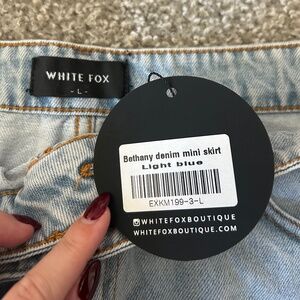 WHITE FOX
- L -
Bethany denim mini skirt
Light blue
EXKM199-3-L
WHITEFOXBOUTIQUE
WHITEFOXBOUTIQUE.COM